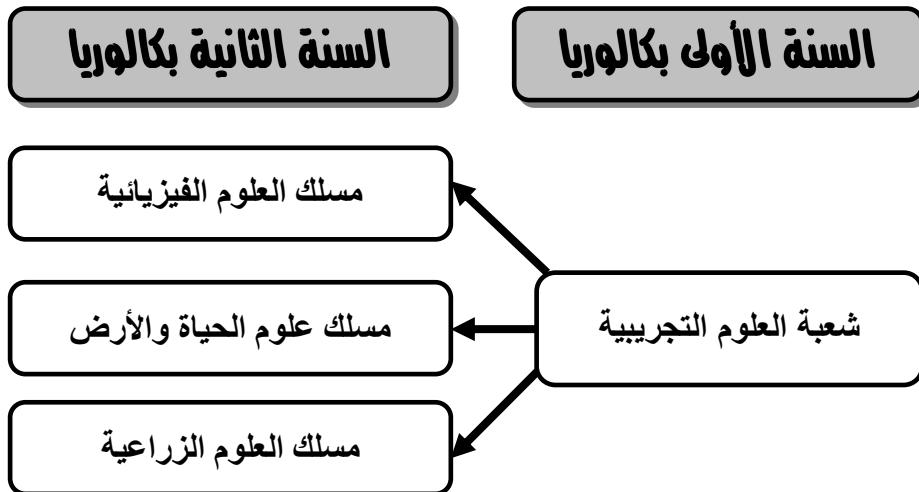 السنة الأولى بكالوريا
السنة الثانية بكالوريا
مسلك العلوم الفيزيائية
شعبة العلوم التجريبية
مسلك علوم الحياة والأرض
مسلك العلوم الزراعية